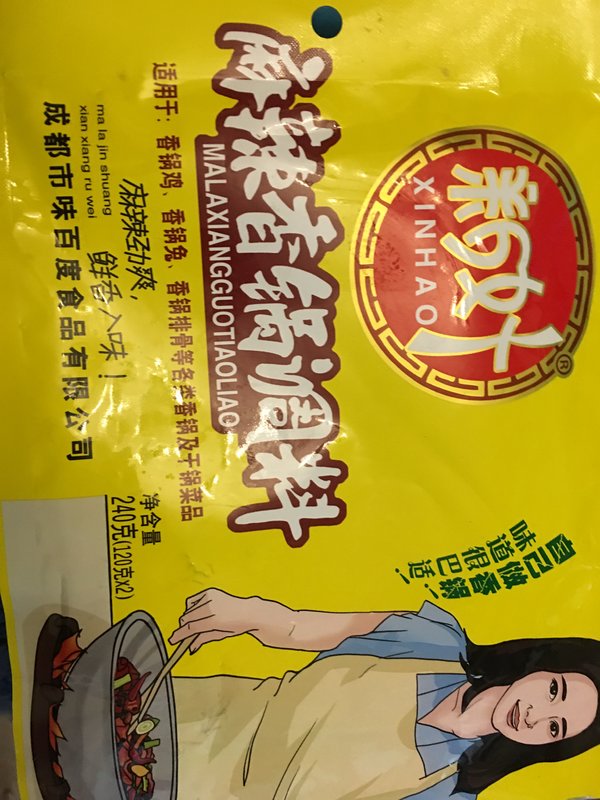 新好
XINHAO
®
麻辣香锅调料
MALAXIANGGUOTIAOLIAO
适用于：香锅鸡、香锅兔、香锅排骨等各类香锅及干锅菜品
自己做香锅
味道很巴适！
麻辣劲爽，
鲜香入味！
ma la jin shuang
xian xiang ru wei
成都市味百度食品有限公司
净含量
240克(120克x2)